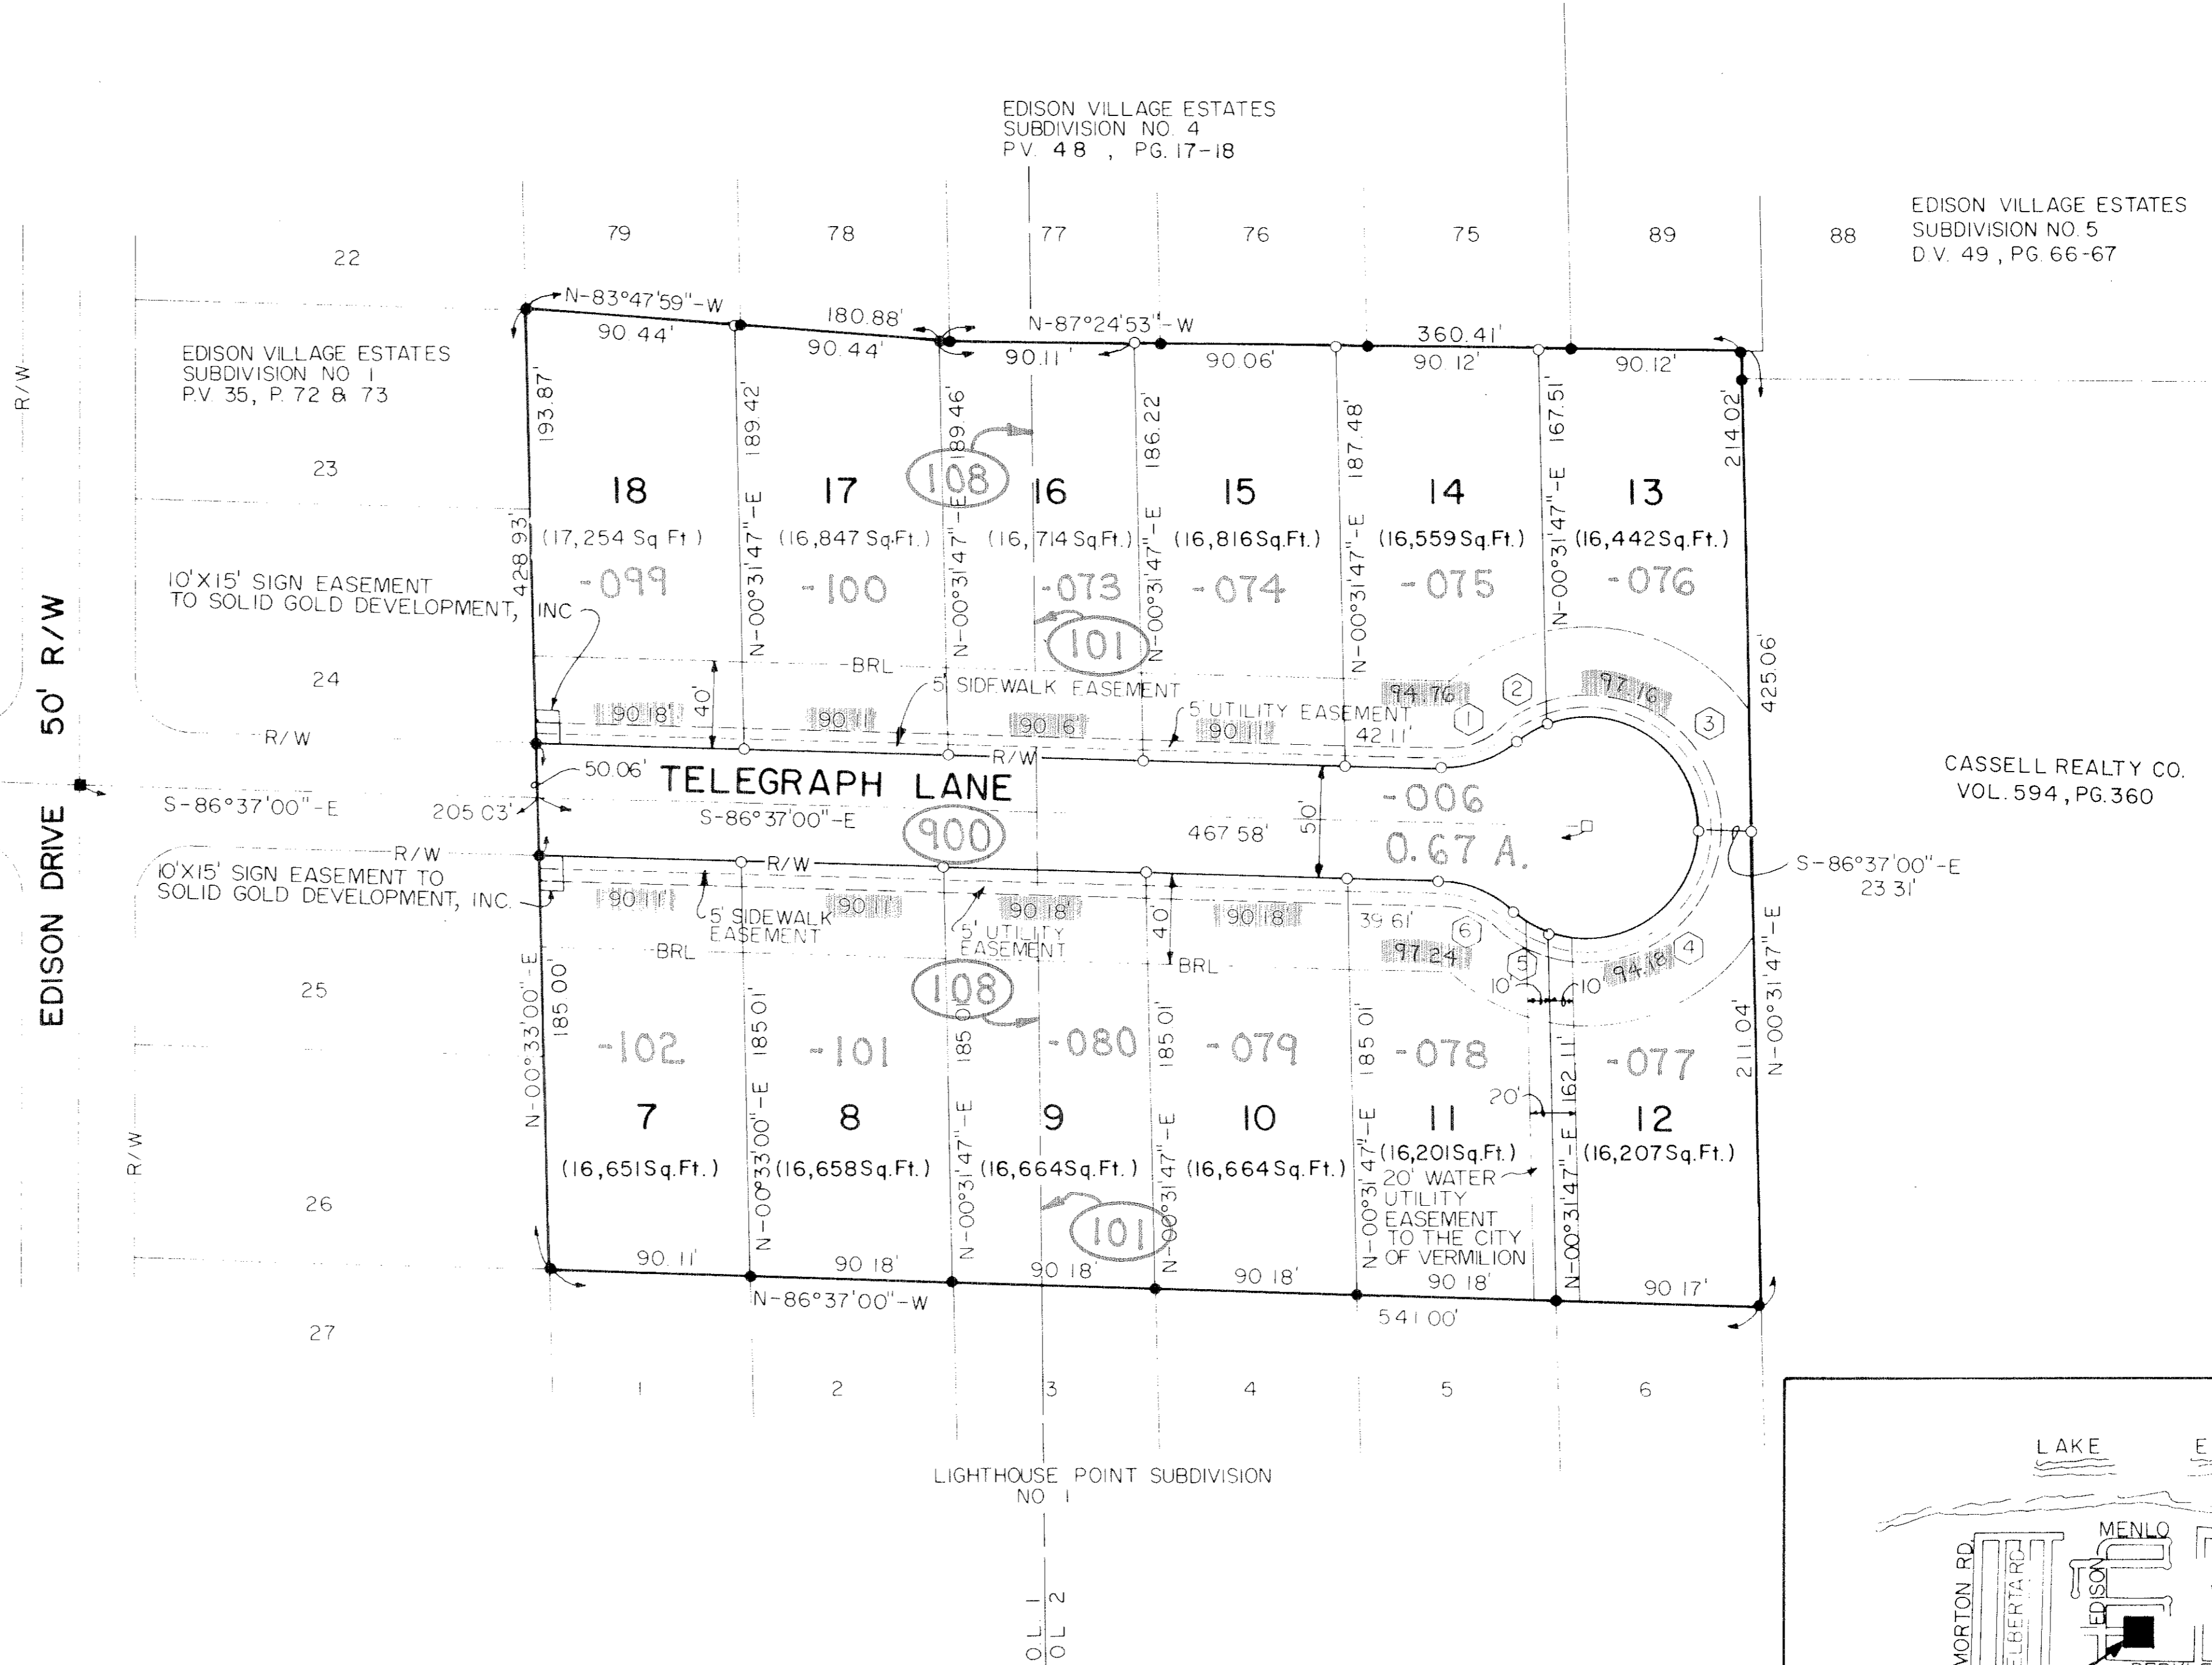 EDISON VILLAGE ESTATES
SUBDIVISION NO. 4
P.V. 48 , PG. 17-18
EDISON VILLAGE ESTATES
SUBDIVISION NO. 5
D.V. 49 , PG. 66-67
22
79
78
77
76
75
89
88
N-83°47'59"-W
90.44'
180.88'
90.44'
N-87°24'53"-W
90.11'
90.06'
360.41'
90.12'
90.12'
EDISON VILLAGE ESTATES
SUBDIVISION NO 1
P.V. 35, P. 72 & 73
R/W
193.87'
189.42'
189.46'
186.22'
187.48'
167.51'
214.02'
23
108
18
17
16
15
14
13
(17,254 Sq Ft )
(16,847 Sq.Ft.)
(16,714 Sq.Ft.)
(16,816 Sq.Ft.)
(16,559 Sq.Ft.)
(16,442 Sq.Ft.)
428.93'
N-00°31'47"-E
N-00°31'47"-E
N-00°31'47"-E
N-00°31'47"-E
N-00°31'47"-E
-099
-100
-073
-074
-075
-076
10'X15' SIGN EASEMENT
TO SOLID GOLD DEVELOPMENT, INC
101
24
BRL
40'
5' SIDEWALK EASEMENT
5' UTILITY EASEMENT
90.18'
90.11'
90.16'
90.11'
94.76
97.16
1
2
3
42.11'
425.06'
R/W
R/W
50.06'
TELEGRAPH LANE
S-86°37'00"-E
205.03'
S-86°37'00"-E
900
467.58'
50'
-006
0.67 A.
CASSELL REALTY CO.
VOL. 594, PG. 360
S-86°37'00"-E
23.31'
EDISON DRIVE 50' R/W
R/W
R/W
10'X15' SIGN EASEMENT TO
SOLID GOLD DEVELOPMENT, INC.
90.11'
5' SIDEWALK
EASEMENT
90.11'
5' UTILITY
EASEMENT
90.18'
40'
90.18'
39.61'
97.24
6
5
94.18
4
10'
10'
BRL
BRL
108
25
N-00°33'00"-E
185.00'
185.01'
185.01'
185.01'
185.01'
162.11'
211.04'
N-00°31'47"-E
-102
-101
-080
-079
-078
-077
20'
7
8
9
10
11
12
(16,651 Sq.Ft.)
(16,658 Sq.Ft.)
(16,664 Sq.Ft.)
(16,664 Sq.Ft.)
(16,201 Sq.Ft.)
(16,207 Sq.Ft.)
N-00°33'00"-E
N-00°31'47"-E
N-00°31'47"-E
N-00°31'47"-E
N-00°31'47"-E
20' WATER
UTILITY
EASEMENT
TO THE CITY
OF VERMILION
101
R/W
26
90.11'
90.18'
90.18'
90.18'
90.18'
90.17'
N-86°37'00"-W
541.00'
27
1
2
3
4
5
6
LIGHTHOUSE POINT SUBDIVISION
NO 1
O.L. 1
O.L. 2
LAKE E
MENLO
MORTON RD.
ELBERTA RD.
EDISON